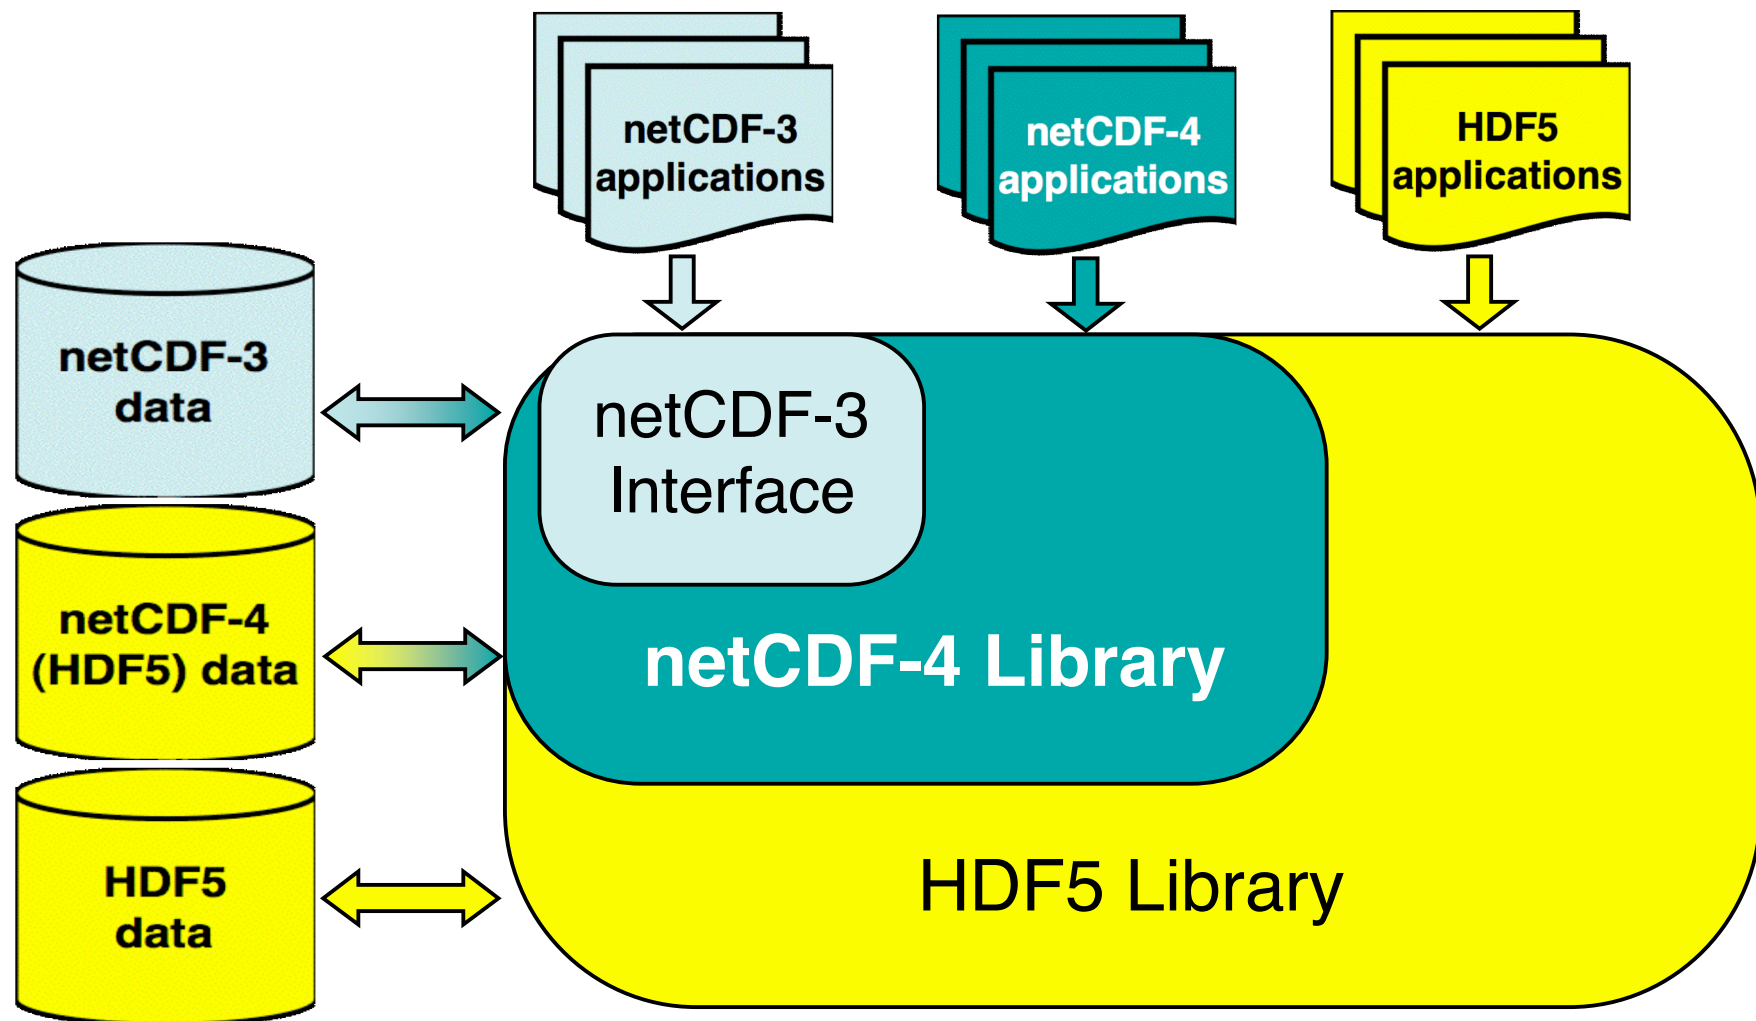 netCDF-3
applications
netCDF-4
applications
HDF5
applications
netCDF-3
data
netCDF-4
(HDF5) data
HDF5
data
netCDF-3
Interface
netCDF-4 Library
HDF5 Library